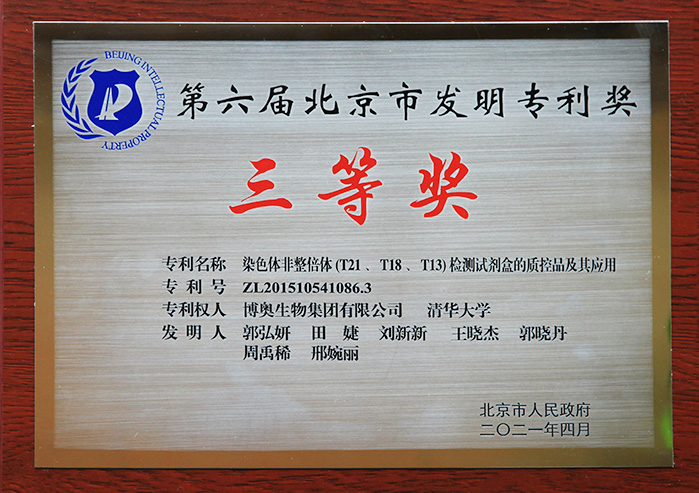 BEIJING INTELLECTUAL PROPERTY
第六届北京市发明专利奖
三等奖
专利名称 染色体非整倍体(T21、T18、T13)检测试剂盒的质控品及其应用
专利号 ZL201510541086.3
专利权人 博奥生物集团有限公司 清华大学
发明人 郭弘妍 田婕 刘新新 王晓杰 郭晓丹
周禹稀 邢婉丽
北京市人民政府
二〇二一年四月